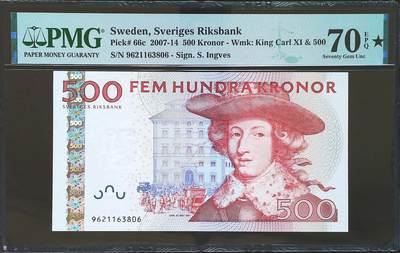 PMG
PAPER MONEY GUARANTY
Sweden, Sveriges Riksbank
Pick# 66c 2007-14 500 Kronor - Wmk: King Carl XI & 500
S/N 9621163806 - Sign. S. Ingves
70 EPQ ★
Seventy Gem Unc
500 FEM HUNDRA KRONOR
SVERIGES RIKSBANK
9621163806
500